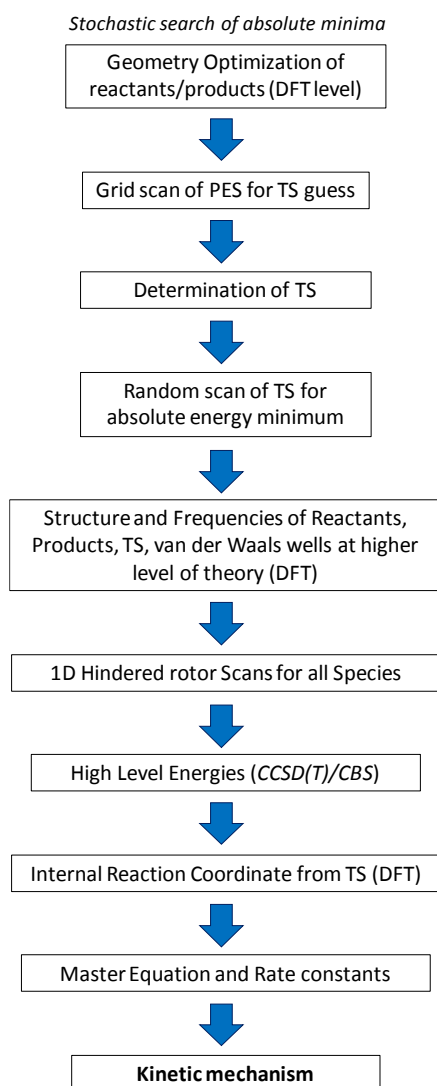 Stochastic search of absolute minima
Geometry Optimization of
reactants/products (DFT level)
Grid scan of PES for TS guess
Determination of TS
Random scan of TS for
absolute energy minimum
Structure and Frequencies of Reactants,
Products, TS, van der Waals wells at higher
level of theory (DFT)
1D Hindered rotor Scans for all Species
High Level Energies (CCSD(T)/CBS)
Internal Reaction Coordinate from TS (DFT)
Master Equation and Rate constants
Kinetic mechanism